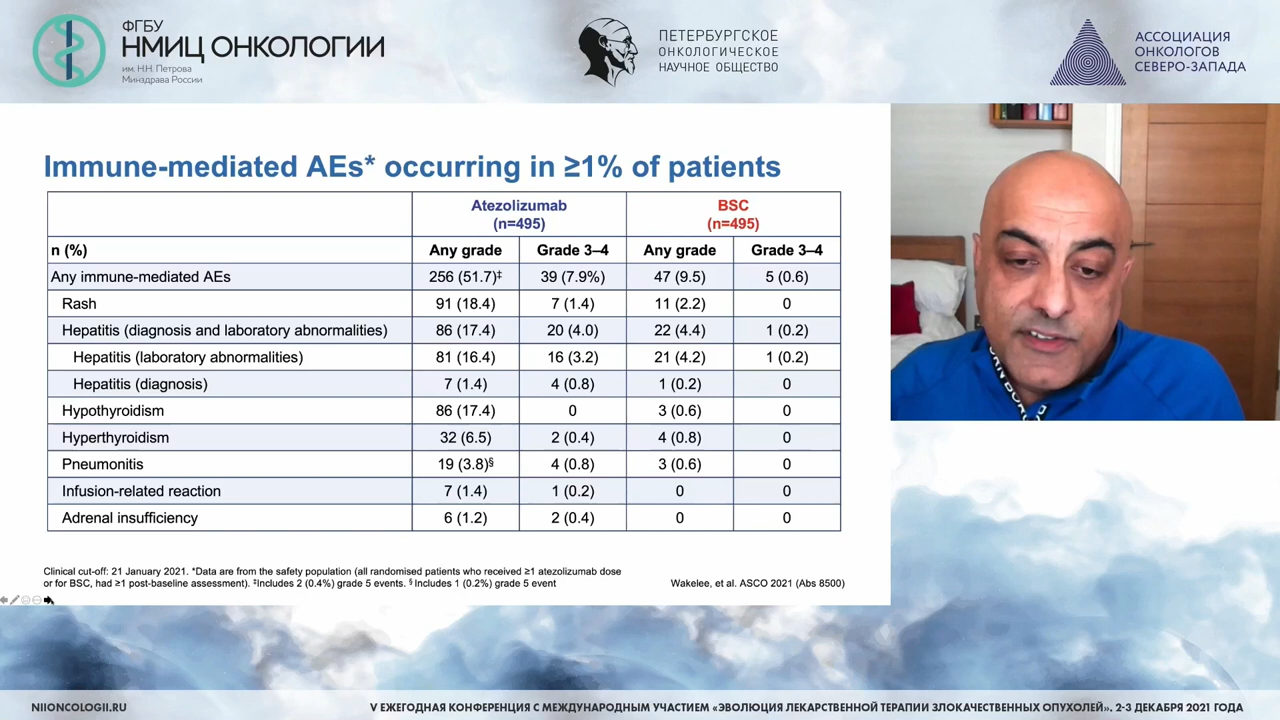 ФГБУ
НМИЦ ОНКОЛОГИИ
им. Н.Н. Петрова
Минздрава России
ПЕТЕРБУРГСКОЕ
ОНКОЛОГИЧЕСКОЕ
НАУЧНОЕ ОБЩЕСТВО
АССОЦИАЦИЯ
ОНКОЛОГОВ
СЕВЕРО-ЗАПАДА
Immune-mediated AEs* occurring in ≥1% of patients
Atezolizumab (n=495) BSC (n=495)
n (%) Any grade Grade 3–4 Any grade Grade 3–4
Any immune-mediated AEs 256 (51.7)‡ 39 (7.9%) 47 (9.5) 5 (0.6)
Rash 91 (18.4) 7 (1.4) 11 (2.2) 0
Hepatitis (diagnosis and laboratory abnormalities) 86 (17.4) 20 (4.0) 22 (4.4) 1 (0.2)
Hepatitis (laboratory abnormalities) 81 (16.4) 16 (3.2) 21 (4.2) 1 (0.2)
Hepatitis (diagnosis) 7 (1.4) 4 (0.8) 1 (0.2) 0
Hypothyroidism 86 (17.4) 0 3 (0.6) 0
Hyperthyroidism 32 (6.5) 2 (0.4) 4 (0.8) 0
Pneumonitis 19 (3.8)§ 4 (0.8) 3 (0.6) 0
Infusion-related reaction 7 (1.4) 1 (0.2) 0 0
Adrenal insufficiency 6 (1.2) 2 (0.4) 0 0
Clinical cut-off: 21 January 2021. *Data are from the safety population (all randomised patients who received ≥1 atezolizumab dose
or for BSC, had ≥1 post-baseline assessment). ‡Includes 2 (0.4%) grade 5 events. § Includes 1 (0.2%) grade 5 event
Wakelee, et al. ASCO 2021 (Abs 8500)
NIIONCOLOGII.RU
V ЕЖЕГОДНАЯ КОНФЕРЕНЦИЯ С МЕЖДУНАРОДНЫМ УЧАСТИЕМ «ЭВОЛЮЦИЯ ЛЕКАРСТВЕННОЙ ТЕРАПИИ ЗЛОКАЧЕСТВЕННЫХ ОПУХОЛЕЙ». 2-3 ДЕКАБРЯ 2021 ГОДА